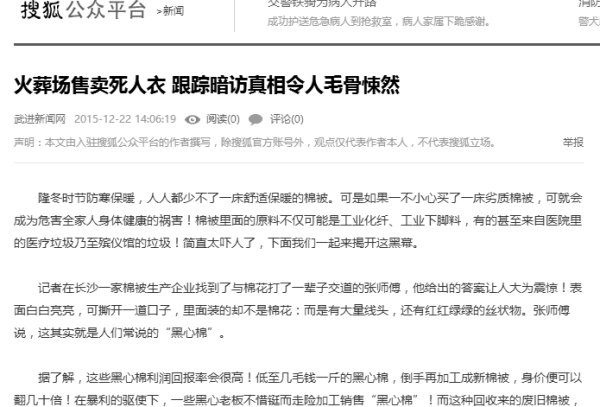 搜狐公众平台 >新闻
交警铁骑为病人开路
成功护送危急病人到抢救室，病人家属下跪感谢。
消防
警犬
火葬场售卖死人衣 跟踪暗访真相令人毛骨悚然
武进新闻网 2015-12-22 14:06:19 阅读(0) 评论(0)
声明：本文由入驻搜狐公众平台的作者撰写，除搜狐官方账号外，观点仅代表作者本人，不代表搜狐立场。 举报
隆冬时节防寒保暖，人人都少不了一床舒适保暖的棉被。可是如果一不小心买了一床劣质棉被，可就会
成为危害全家人身体健康的祸害！棉被里面的原料不仅可能是工业化纤、工业下脚料，有的甚至来自医院里
的医疗垃圾乃至殡仪馆的垃圾！简直太吓人了，下面我们一起来揭开这黑幕。
记者在长沙一家棉被生产企业找到了与棉花打了一辈子交道的张师傅，他给出的答案让人大为震惊！表
面白白亮亮，可撕开一道口子，里面装的却不是棉花：而是有大量线头，还有红红绿绿的丝状物。张师傅
说，这其实就是人们常说的“黑心棉”。
据了解，这些黑心棉利润回报率会很高！低至几毛钱一斤的黑心棉，倒手再加工成新棉被，身价便可以
翻几十倍！在暴利的驱使下，一些黑心老板不惜铤而走险加工销售“黑心棉”！而这种回收来的废旧棉被，